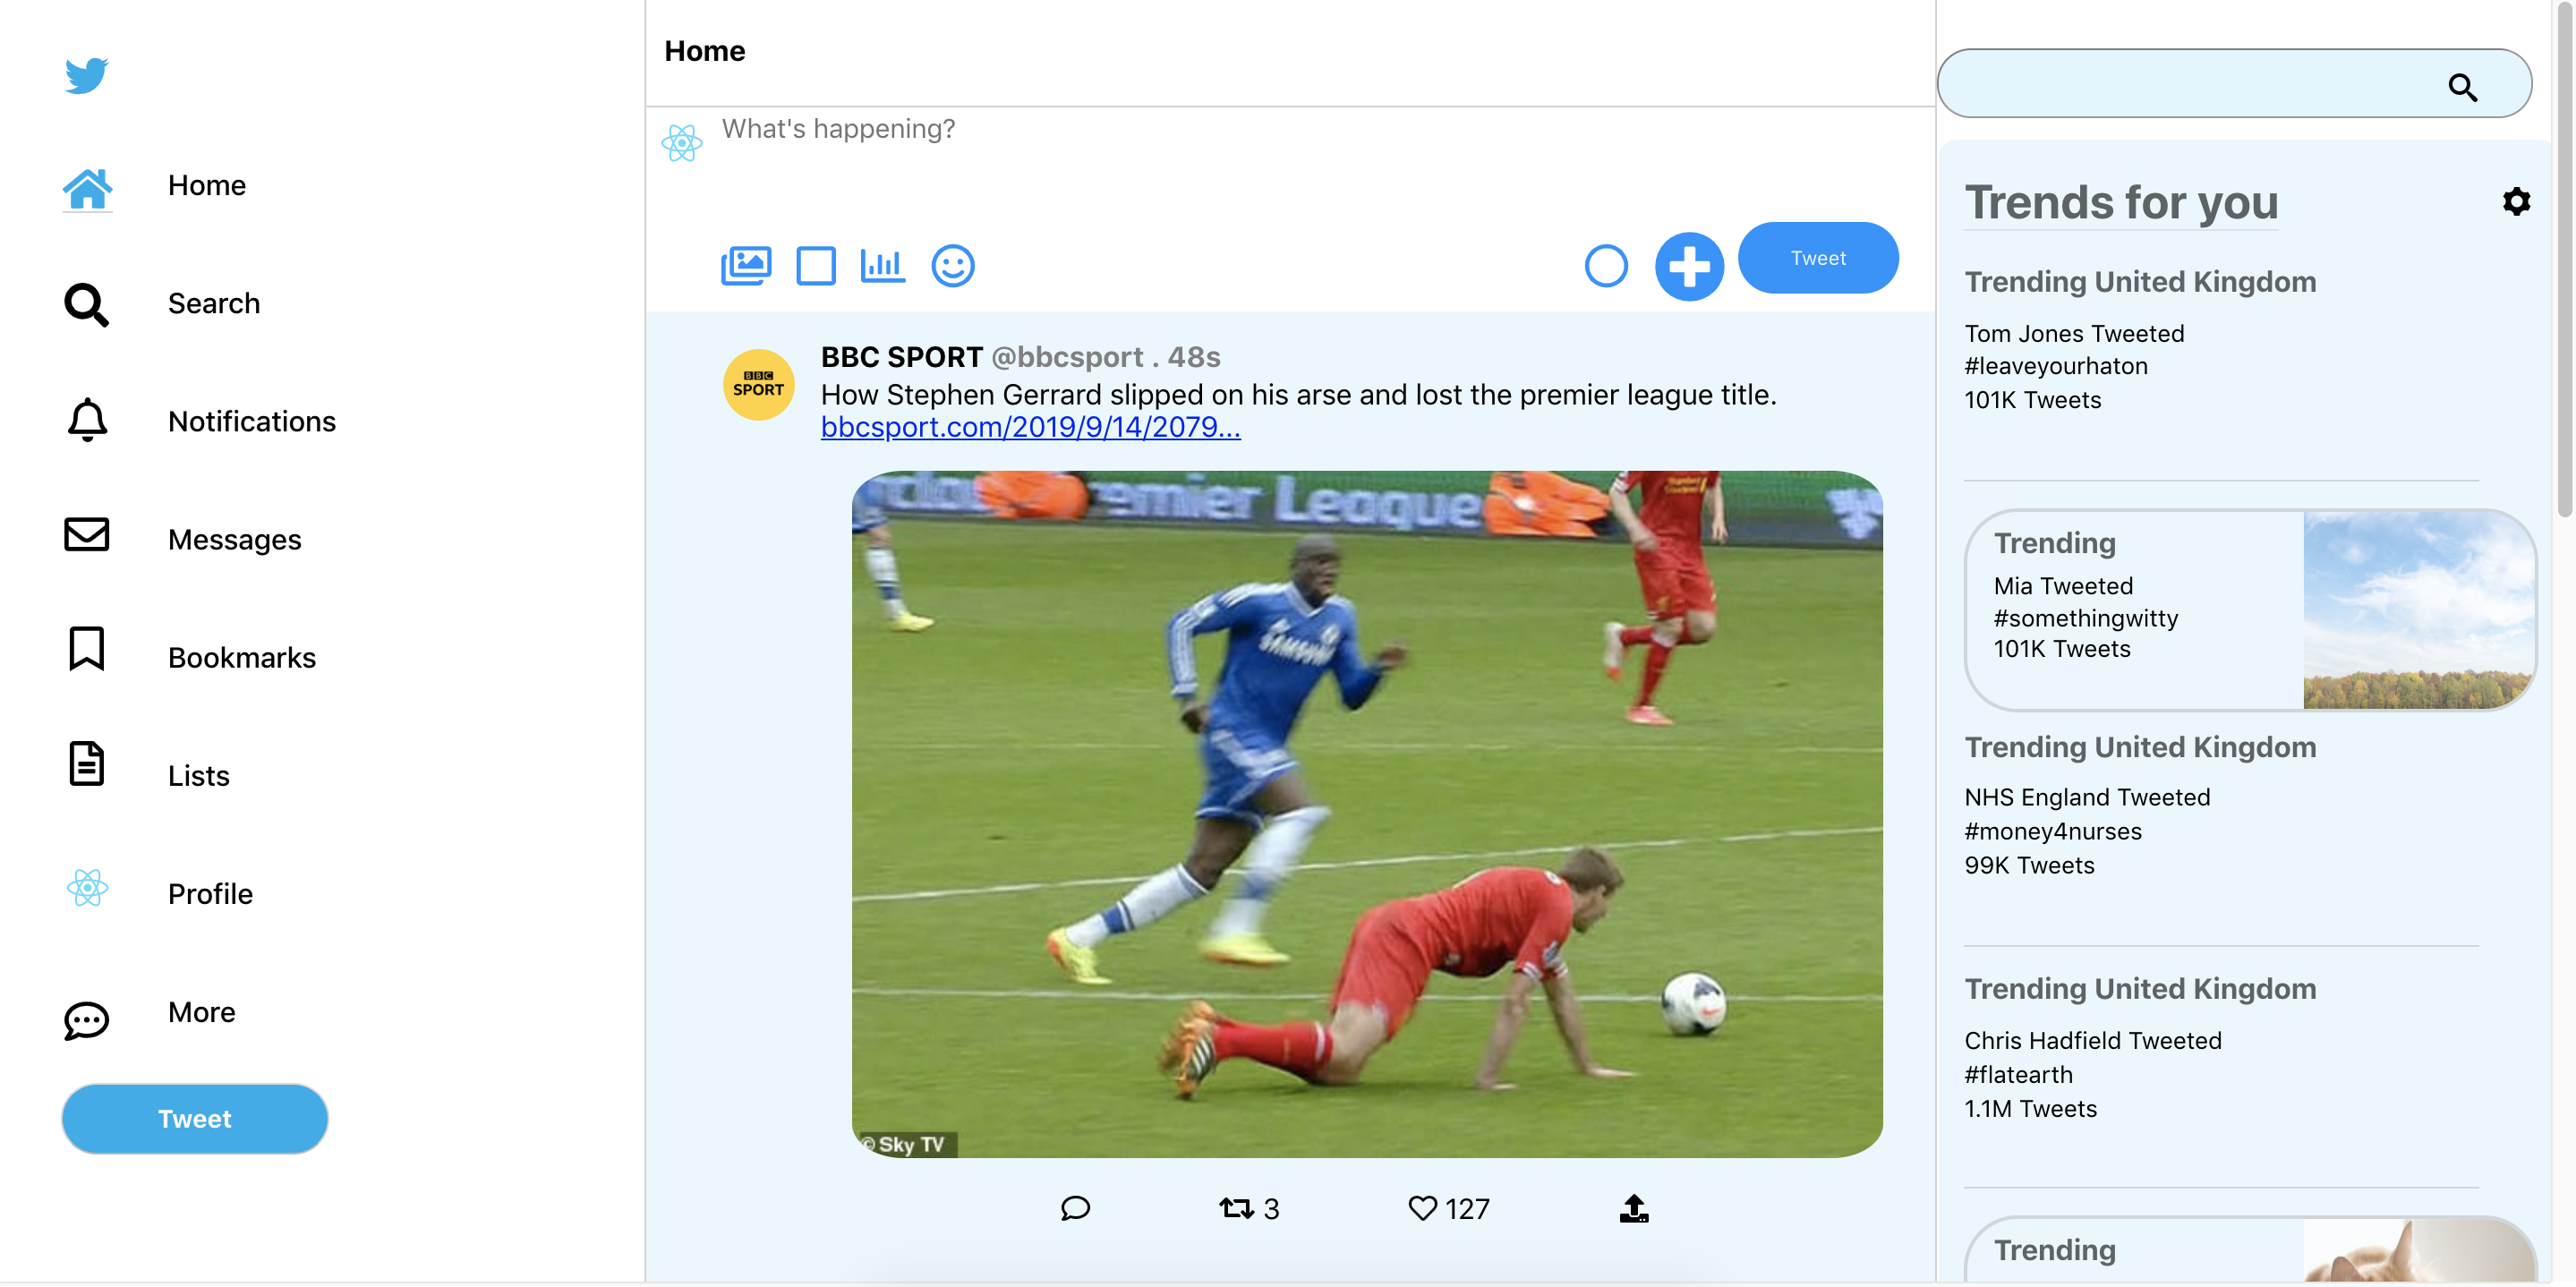 Home
Search
Notifications
Messages
Bookmarks
Lists
Profile
More
Tweet
Home
What's happening?
Tweet
BBC
SPORT
BBC SPORT @bbcsport . 48s
How Stephen Gerrard slipped on his arse and lost the premier league title.
bbcsport.com/2019/9/14/2079...
emier League
SAMSUNG
© Sky TV
3
127
Trends for you
Trending United Kingdom
Tom Jones Tweeted
#leaveyourhaton
101K Tweets
Trending
Mia Tweeted
#somethingwitty
101K Tweets
Trending United Kingdom
NHS England Tweeted
#money4nurses
99K Tweets
Trending United Kingdom
Chris Hadfield Tweeted
#flatearth
1.1M Tweets
Trending